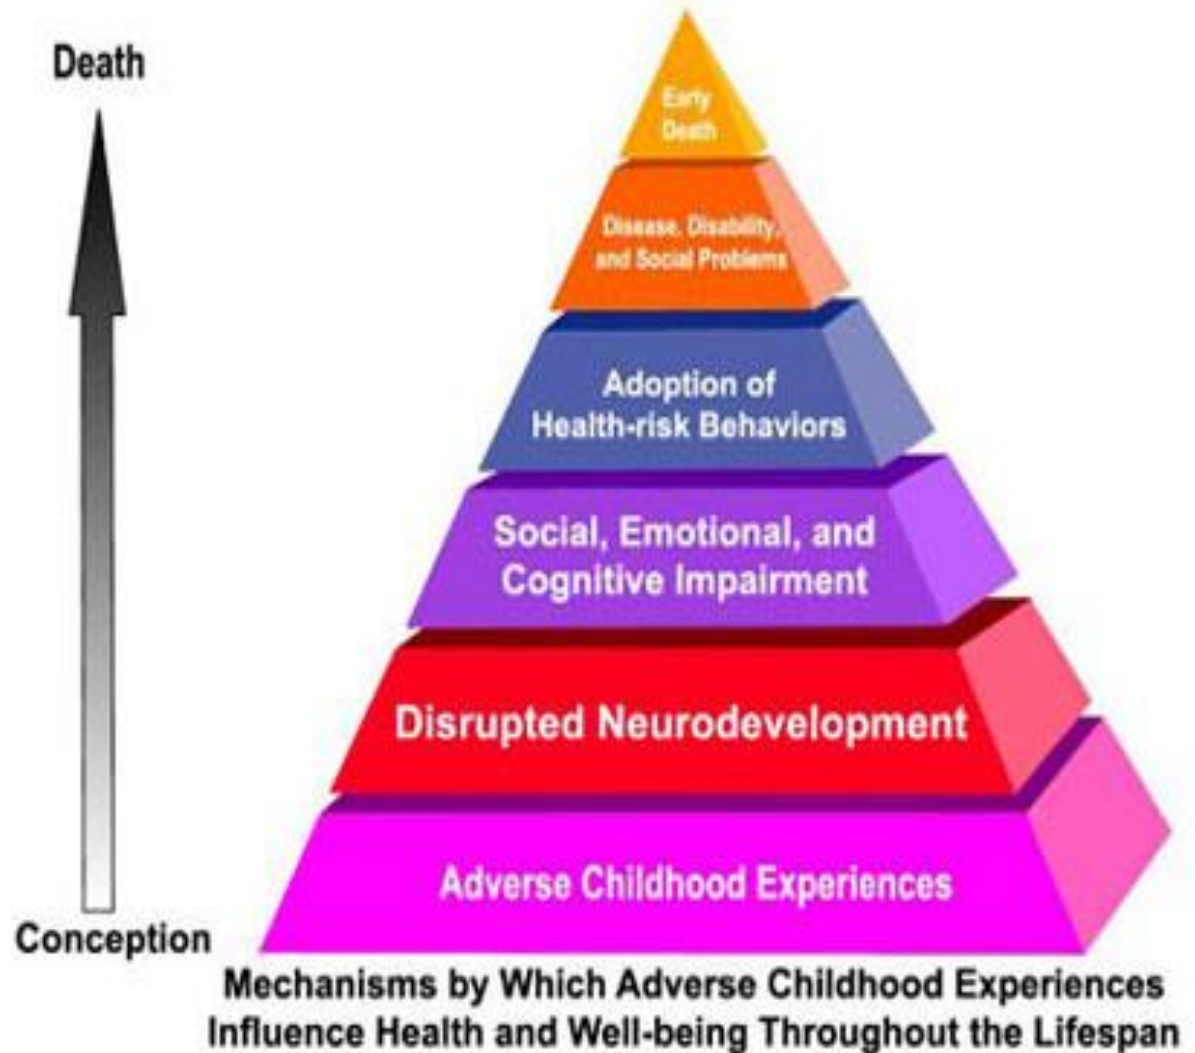 Death
Early
Death
Disease, Disability,
and Social Problems
Adoption of
Health-risk Behaviors
Social, Emotional, and
Cognitive Impairment
Disrupted Neurodevelopment
Adverse Childhood Experiences
Conception
Mechanisms by Which Adverse Childhood Experiences
Influence Health and Well-being Throughout the Lifespan